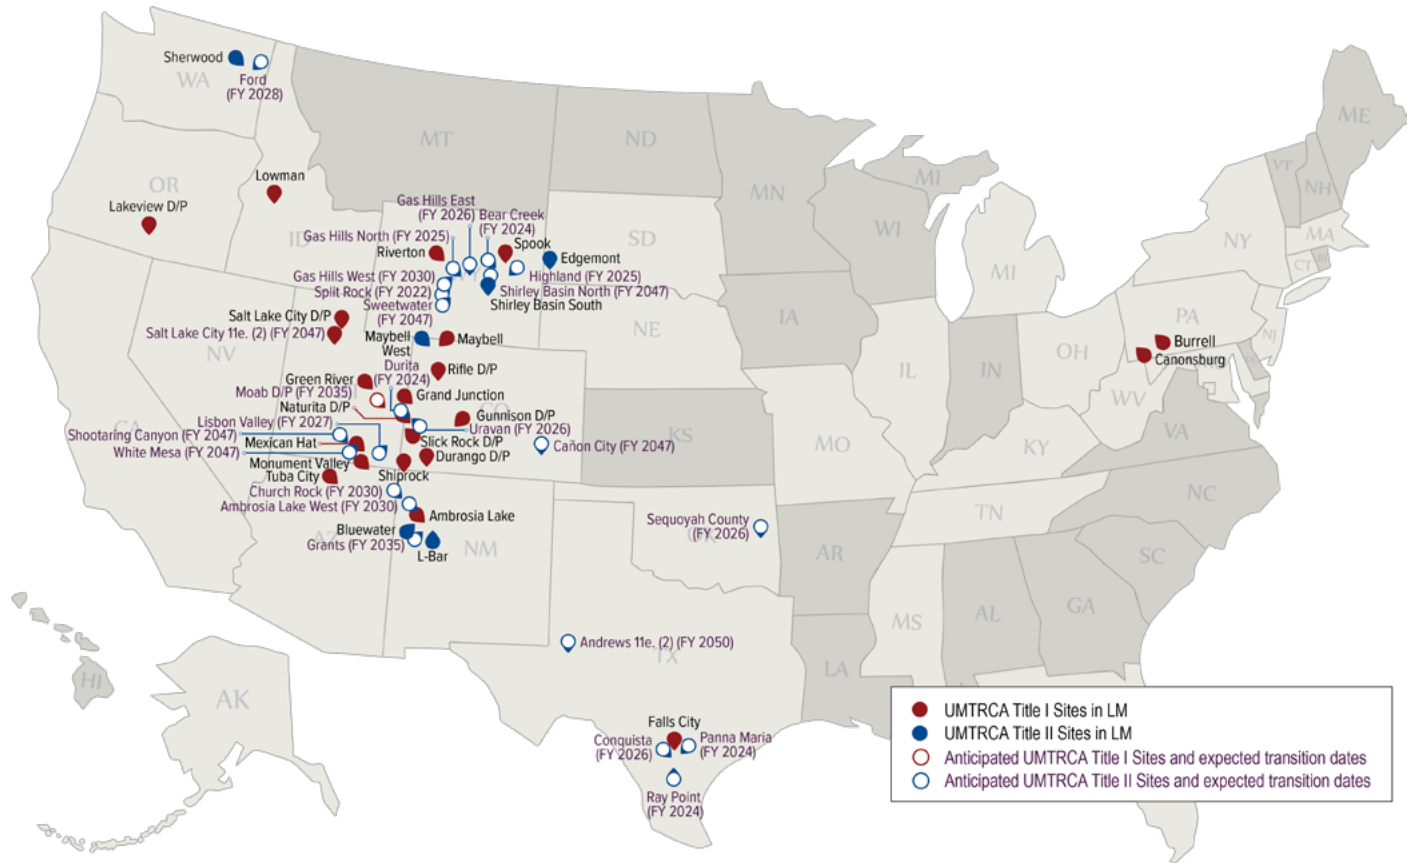 Sherwood
WA
Ford
(FY 2028)
MT
ND
MN
ME
VT
NH
MI
WI
OR
Lowman
Lakeview D/P
ID
Gas Hills East
(FY 2026)
Bear Creek
(FY 2024)
Gas Hills North (FY 2025)
Spook
Riverton
Edgemont
SD
NY
MA
CT
RI
MI
Gas Hills West (FY 2030)
Highland (FY 2025)
Split Rock (FY 2022)
Shirley Basin North (FY 2047)
Sweetwater
(FY 2047)
Shirley Basin South
Salt Lake City D/P
Salt Lake City 11e. (2) (FY 2047)
NE
IA
PA
NJ
Burrell
Canonsburg
NV
Maybell
West
Maybell
OH
IN
IL
Durita
(FY 2024)
Rifle D/P
Green River
Moab D/P (FY 2035)
Grand Junction
Naturita D/P
CO
Gunnison D/P
WV
Lisbon Valley (FY 2027)
Uravan (FY 2026)
CA
Shootaring Canyon (FY 2047)
Mexican Hat
Slick Rock D/P
KS
MO
KY
VA
White Mesa (FY 2047)
Durango D/P
Cañon City (FY 2047)
Monument Valley
Tuba City
Shiprock
Church Rock (FY 2030)
Ambrosia Lake West (FY 2030)
NC
TN
Ambrosia Lake
Sequoyah County
(FY 2026)
OK
Bluewater
Grants (FY 2035)
AZ
L-Bar
NM
AR
SC
MS
AL
GA
Andrews 11e. (2) (FY 2050)
TX
LA
HI
AK
Falls City
Conquista
(FY 2026)
Panna Maria
(FY 2024)
Ray Point
(FY 2024)
UMTRCA Title I Sites in LM
UMTRCA Title II Sites in LM
Anticipated UMTRCA Title I Sites and expected transition dates
Anticipated UMTRCA Title II Sites and expected transition dates